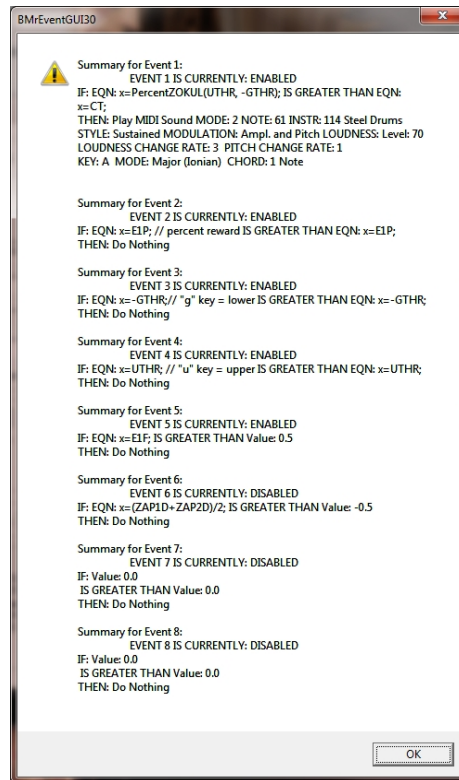 BMrEventGUI30
Summary for Event 1:
EVENT 1 IS CURRENTLY: ENABLED
IF: EQN: x=PercentZOKUL(UTHR, -GTHR); IS GREATER THAN EQN:
x=CT;
THEN: Play MIDI Sound MODE: 2 NOTE: 61 INSTR: 114 Steel Drums
STYLE: Sustained MODULATION: Ampl. and Pitch LOUDNESS: Level: 70
LOUDNESS CHANGE RATE: 3 PITCH CHANGE RATE: 1
KEY: A MODE: Major (Ionian) CHORD: 1 Note
Summary for Event 2:
EVENT 2 IS CURRENTLY: ENABLED
IF: EQN: x=E1P; // percent reward IS GREATER THAN EQN: x=E1P;
THEN: Do Nothing
Summary for Event 3:
EVENT 3 IS CURRENTLY: ENABLED
IF: EQN: x=-GTHR;// "g" key = lower IS GREATER THAN EQN: x=-GTHR;
THEN: Do Nothing
Summary for Event 4:
EVENT 4 IS CURRENTLY: ENABLED
IF: EQN: x=UTHR; // "u" key = upper IS GREATER THAN EQN: x=UTHR;
THEN: Do Nothing
Summary for Event 5:
EVENT 5 IS CURRENTLY: ENABLED
IF: EQN: x=E1F; IS GREATER THAN Value: 0.5
THEN: Do Nothing
Summary for Event 6:
EVENT 6 IS CURRENTLY: DISABLED
IF: EQN: x=(ZAP1D+ZAP2D)/2; IS GREATER THAN Value: -0.5
THEN: Do Nothing
Summary for Event 7:
EVENT 7 IS CURRENTLY: DISABLED
IF: Value: 0.0
IS GREATER THAN Value: 0.0
THEN: Do Nothing
Summary for Event 8:
EVENT 8 IS CURRENTLY: DISABLED
IF: Value: 0.0
IS GREATER THAN Value: 0.0
THEN: Do Nothing
OK